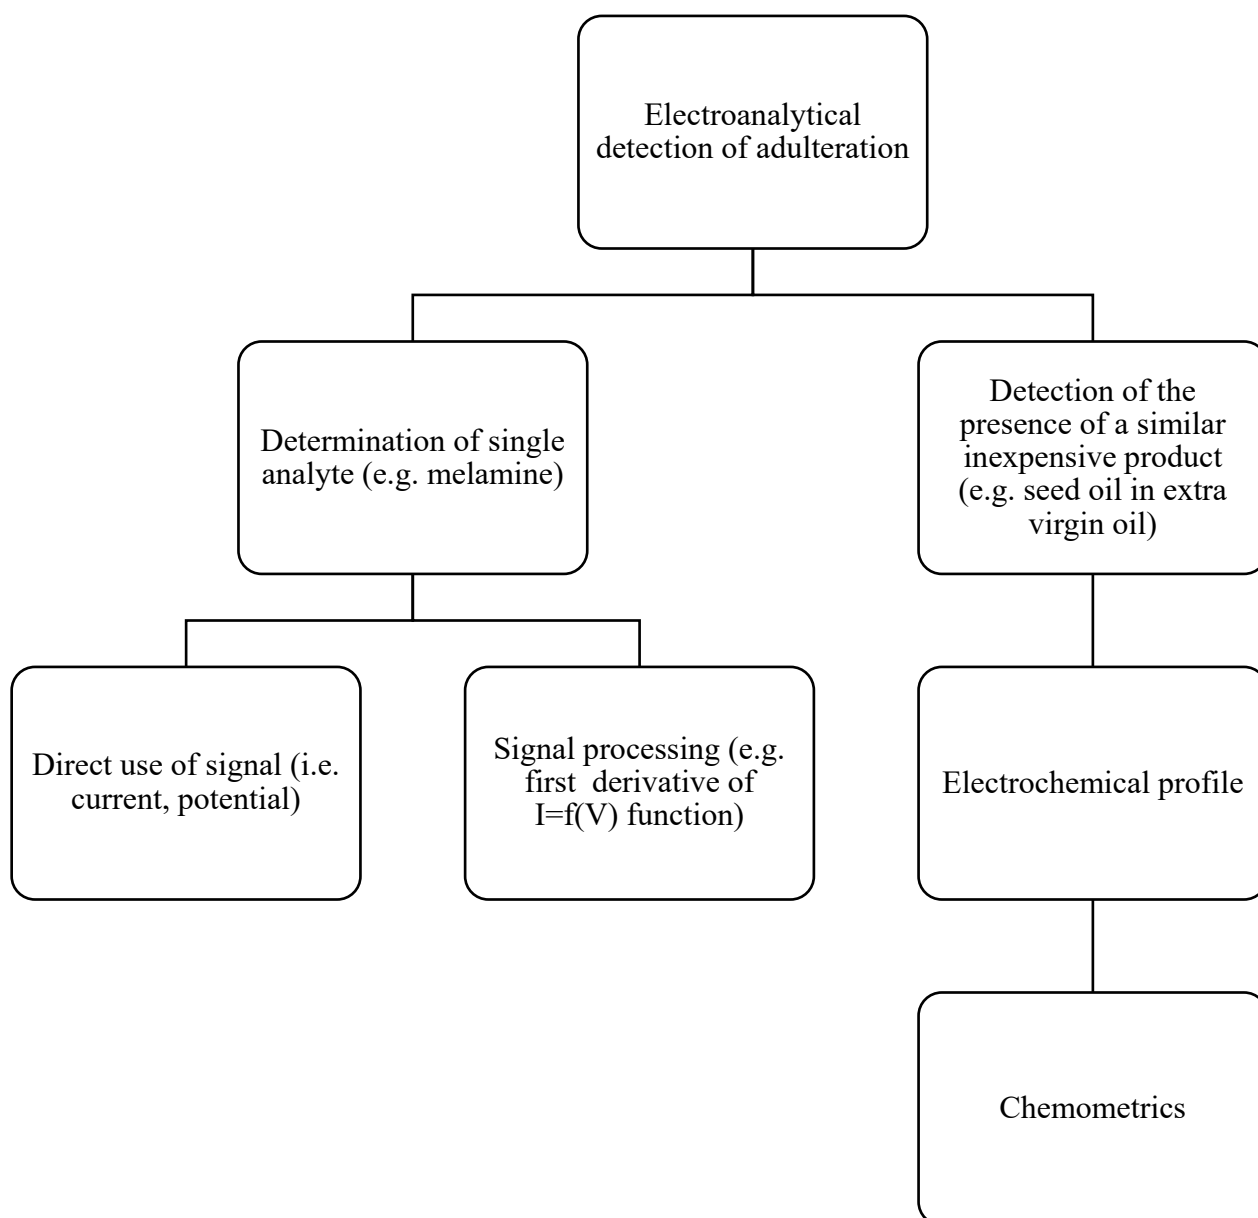 Electroanalytical
detection of adulteration
Determination of single
analyte (e.g. melamine)
Detection of the
presence of a similar
inexpensive product
(e.g. seed oil in extra
virgin oil)
Direct use of signal (i.e.
current, potential)
Signal processing (e.g.
first  derivative of
I=f(V) function)
Electrochemical profile
Chemometrics